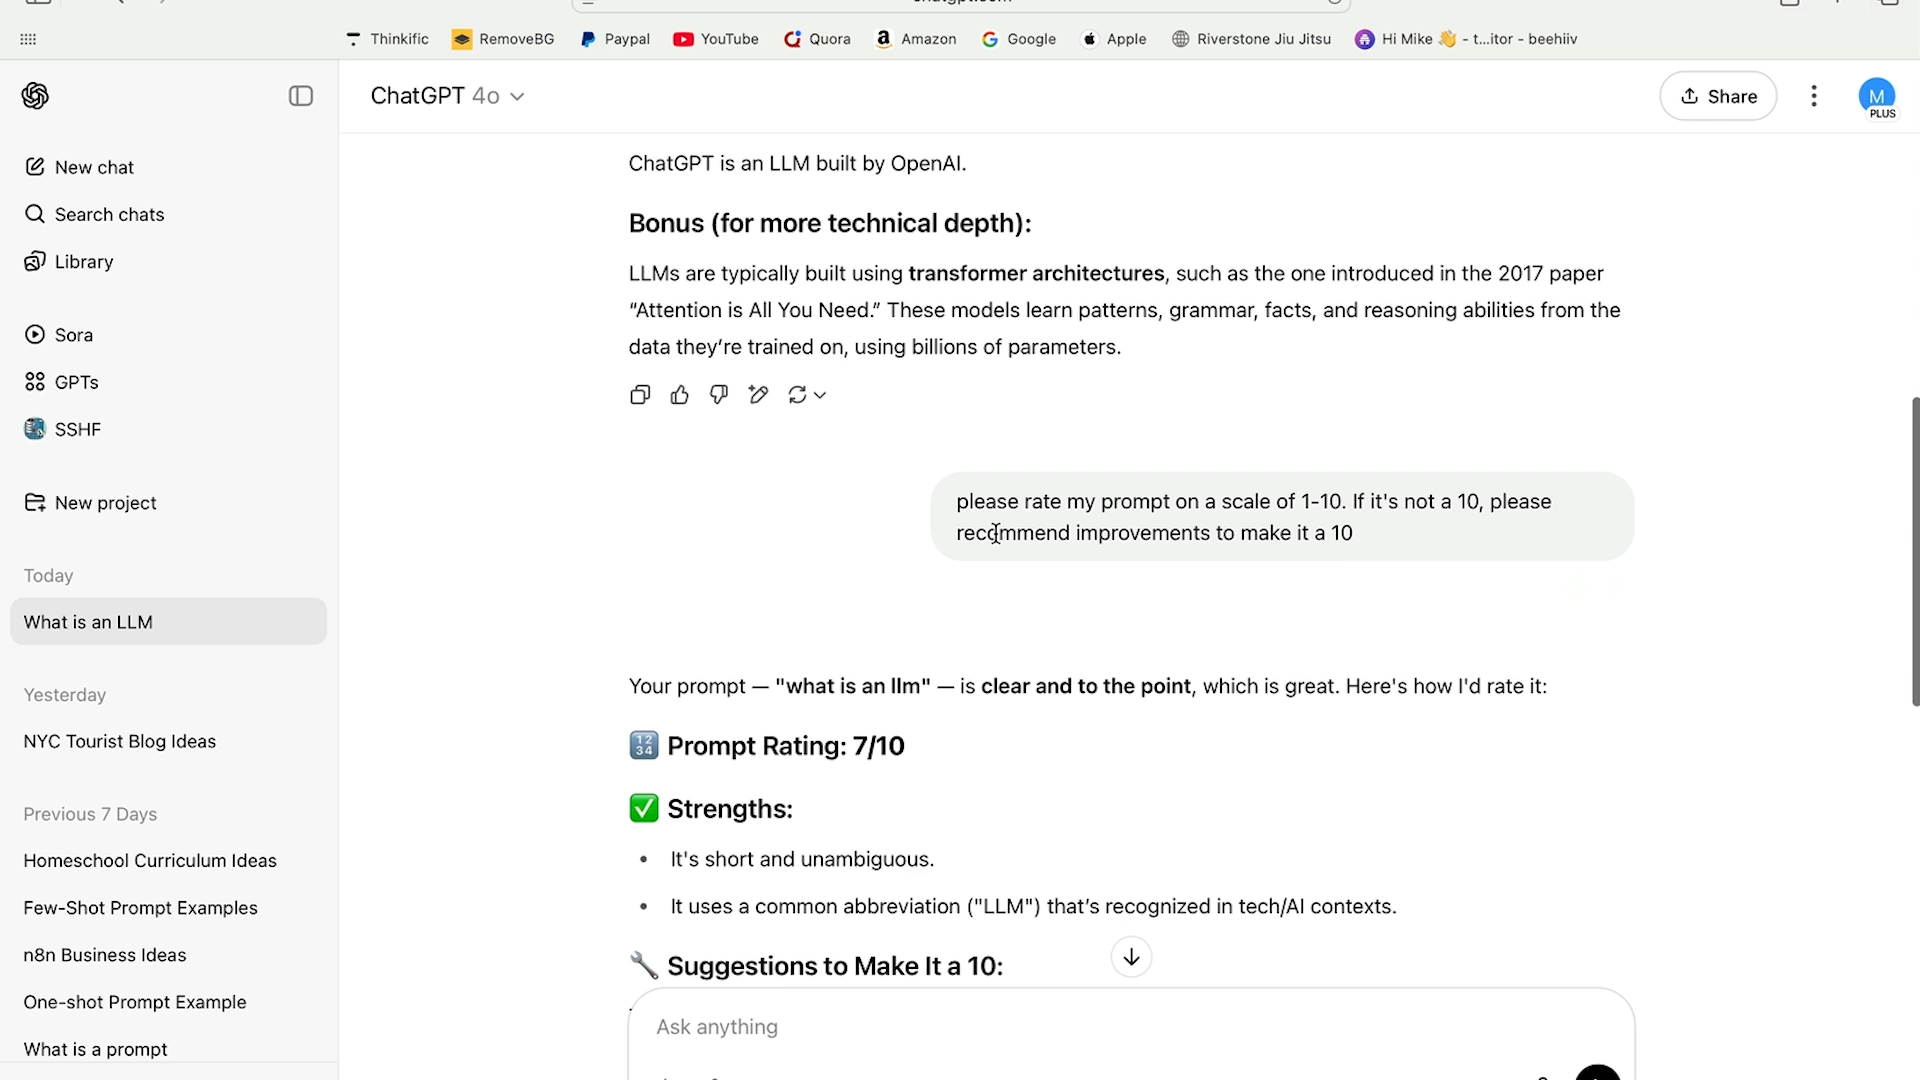 Thinkific
RemoveBG
Paypal
YouTube
Quora
Amazon
Google
Apple
Riverstone Jiu Jitsu
Hi Mike 👋 - t...itor - beehiiv
ChatGPT 4o
Share
M
PLUS
New chat
Search chats
Library
Sora
GPTs
SSHF
New project
Today
What is an LLM
Yesterday
NYC Tourist Blog Ideas
Previous 7 Days
Homeschool Curriculum Ideas
Few-Shot Prompt Examples
n8n Business Ideas
One-shot Prompt Example
What is a prompt
ChatGPT is an LLM built by OpenAI.
Bonus (for more technical depth):
LLMs are typically built using transformer architectures, such as the one introduced in the 2017 paper
“Attention is All You Need.” These models learn patterns, grammar, facts, and reasoning abilities from the
data they’re trained on, using billions of parameters.
please rate my prompt on a scale of 1-10. If it's not a 10, please
recommend improvements to make it a 10
Your prompt — "what is an llm" — is clear and to the point, which is great. Here's how I'd rate it:
🔢 Prompt Rating: 7/10
✅ Strengths:
• It's short and unambiguous.
• It uses a common abbreviation ("LLM") that’s recognized in tech/AI contexts.
🔧 Suggestions to Make It a 10:
Ask anything